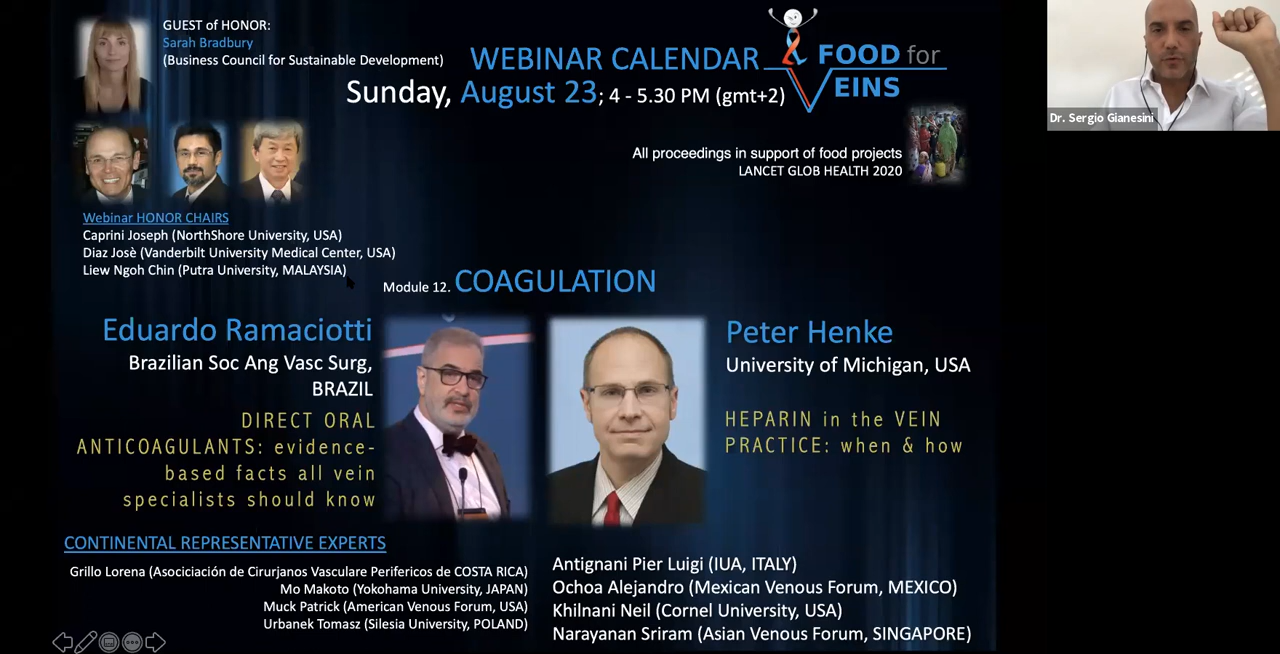 GUEST of HONOR:
Sarah Bradbury
(Business Council for Sustainable Development)
WEBINAR CALENDAR
FOOD for
VEINS
Sunday, August 23; 4 - 5.30 PM (gmt+2)
Dr. Sergio Gianesini
All proceedings in support of food projects
LANCET GLOB HEALTH 2020
Webinar HONOR CHAIRS
Caprini Joseph (NorthShore University, USA)
Diaz Josè (Vanderbilt University Medical Center, USA)
Liew Ngoh Chin (Putra University, MALAYSIA)
Module 12. COAGULATION
Eduardo Ramaciotti
Brazilian Soc Ang Vasc Surg,
BRAZIL
DIRECT ORAL
ANTICOAGULANTS: evidence-
based facts all vein
specialists should know
Peter Henke
University of Michigan, USA
HEPARIN in the VEIN
PRACTICE: when & how
CONTINENTAL REPRESENTATIVE EXPERTS
Grillo Lorena (Asociciación de Cirurjanos Vasculare Perifericos de COSTA RICA)
Mo Makoto (Yokohama University, JAPAN)
Muck Patrick (American Venous Forum, USA)
Urbanek Tomasz (Silesia University, POLAND)
Antignani Pier Luigi (IUA, ITALY)
Ochoa Alejandro (Mexican Venous Forum, MEXICO)
Khilnani Neil (Cornel University, USA)
Narayanan Sriram (Asian Venous Forum, SINGAPORE)